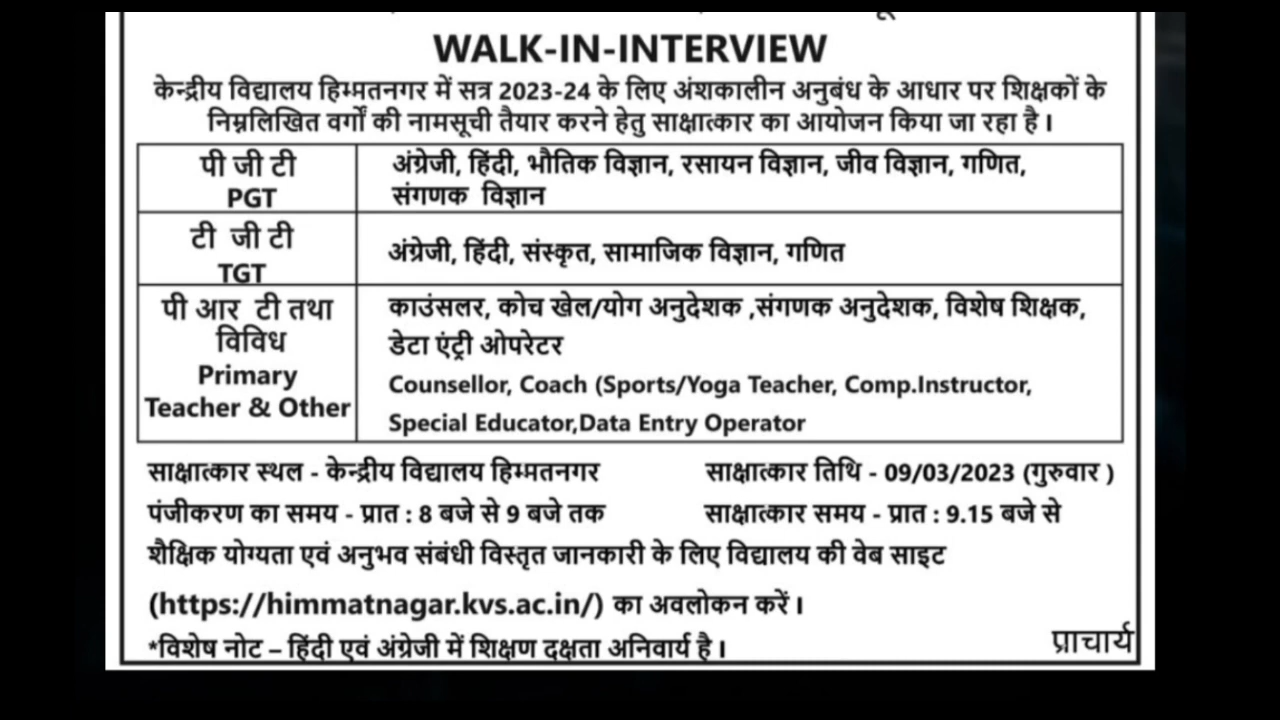 WALK-IN-INTERVIEW
केन्द्रीय विद्यालय हिम्मतनगर में सत्र 2023-24 के लिए अंशकालीन अनुबंध के आधार पर शिक्षकों के
निम्नलिखित वर्गों की नामसूची तैयार करने हेतु साक्षात्कार का आयोजन किया जा रहा है ।
पी जी टी
PGT
अंग्रेजी, हिंदी, भौतिक विज्ञान, रसायन विज्ञान, जीव विज्ञान, गणित,
संगणक विज्ञान
टी जी टी
TGT
अंग्रेजी, हिंदी, संस्कृत, सामाजिक विज्ञान, गणित
पी आर टी तथा
विविध
Primary
Teacher & Other
काउंसलर, कोच खेल/योग अनुदेशक ,संगणक अनुदेशक, विशेष शिक्षक,
डेटा एंट्री ओपरेटर
Counsellor, Coach (Sports/Yoga Teacher, Comp.Instructor,
Special Educator,Data Entry Operator
साक्षात्कार स्थल - केन्द्रीय विद्यालय हिम्मतनगर साक्षात्कार तिथि - 09/03/2023 (गुरुवार )
पंजीकरण का समय - प्रात : 8 बजे से 9 बजे तक साक्षात्कार समय - प्रात : 9.15 बजे से
शैक्षिक योग्यता एवं अनुभव संबंधी विस्तृत जानकारी के लिए विद्यालय की वेब साइट
(https://himmatnagar.kvs.ac.in/) का अवलोकन करें ।
*विशेष नोट – हिंदी एवं अंग्रेजी में शिक्षण दक्षता अनिवार्य है ।
प्राचार्य